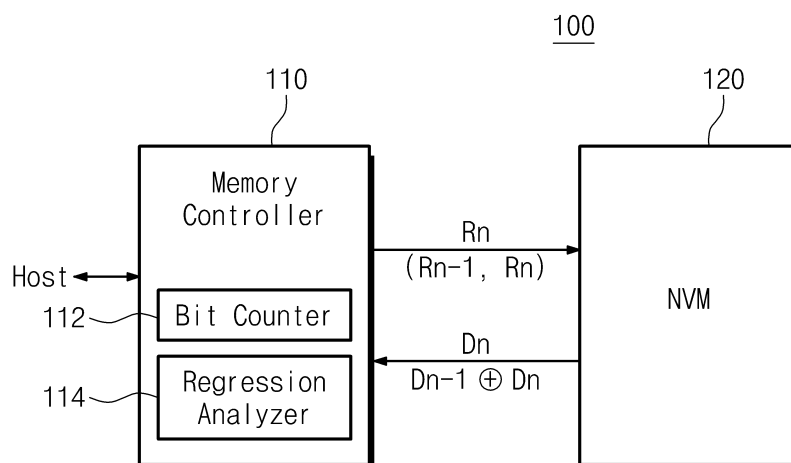 100
110
120
Memory
Controller
Rn
(Rn-1, Rn)
Host
NVM
112
Bit Counter
Dn
Dn-1 ⊕ Dn
114
Regression
Analyzer